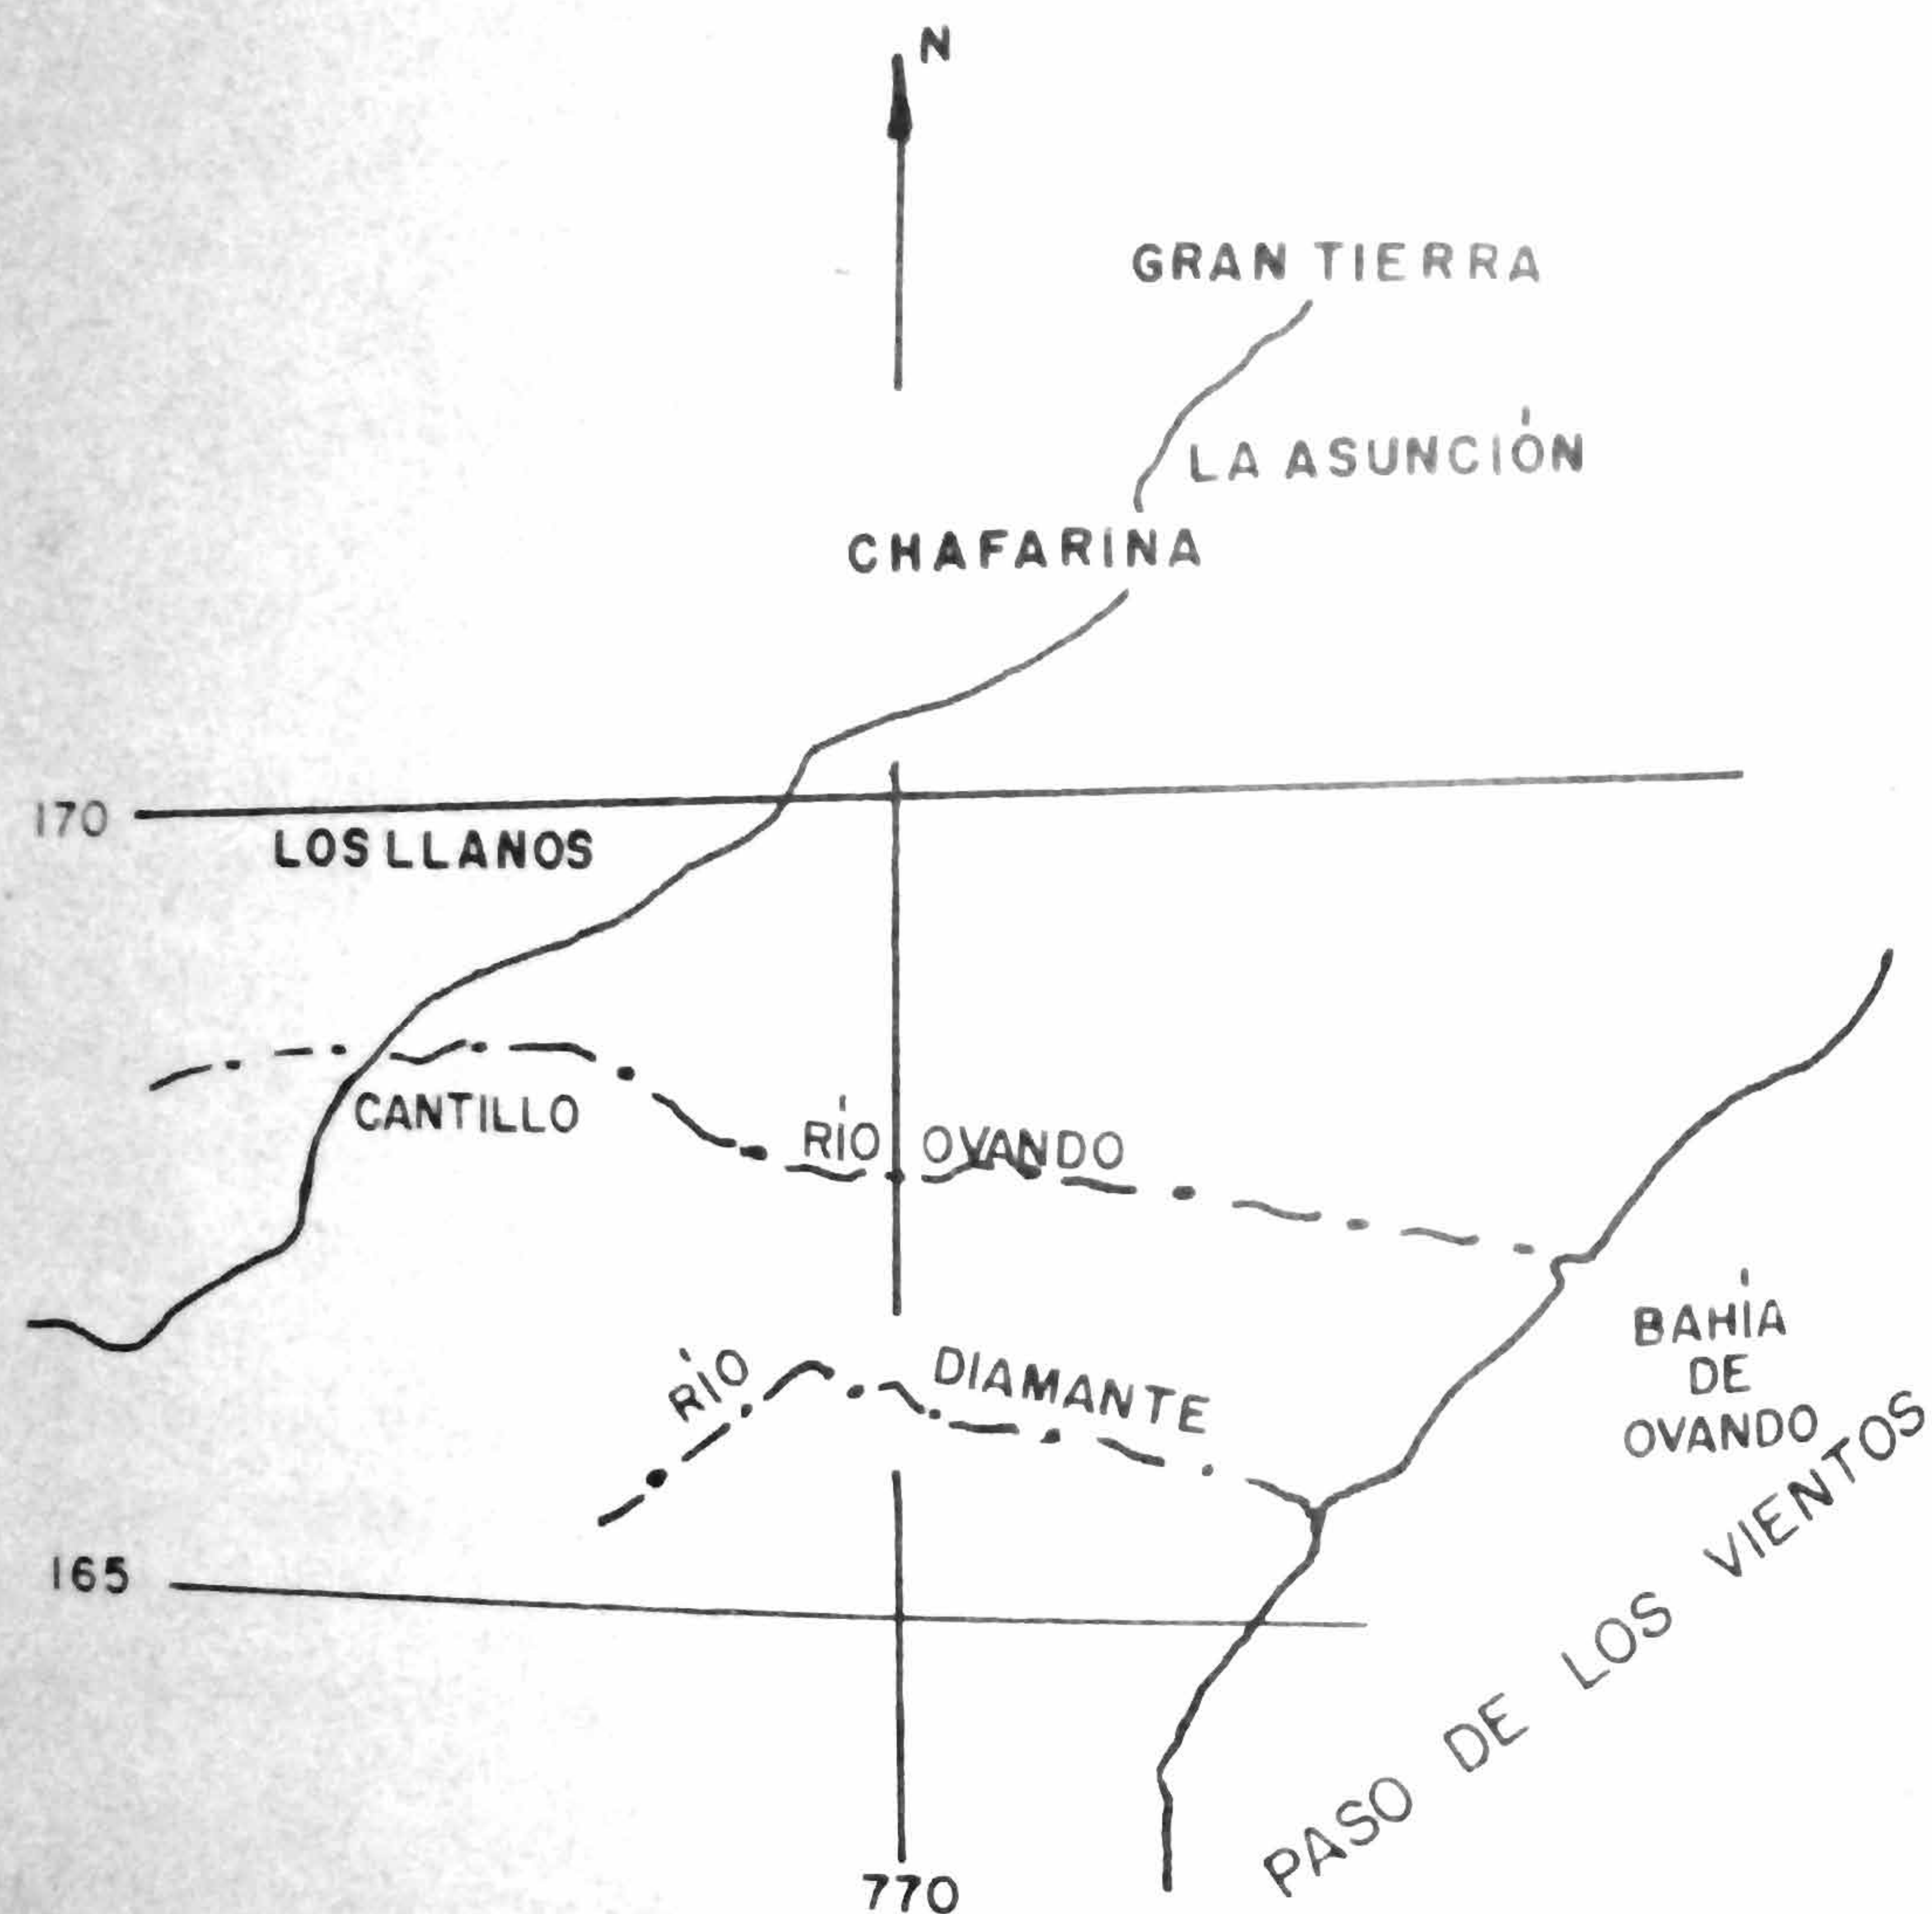 N
GRAN TIERRA
LA ASUNCIÓN
CHAFARINA
170
LOS LLANOS
CANTILLO
RÍO OVANDO
BAHÍA
DE
OVANDO
RÍO DIAMANTE
PASO DE LOS VIENTOS
165
770